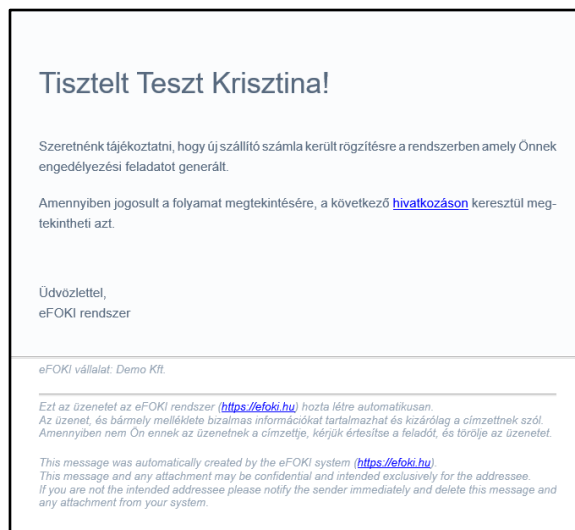 Tisztelt Teszt Krisztina!
Szeretnénk tájékoztatni, hogy új szállító számla került rögzítésre a rendszerben amely Önnek
engedélyezési feladatot generált.
Amennyiben jogosult a folyamat megtekintésére, a következő hivatkozáson keresztül meg-
tekintheti azt.
Üdvözlettel,
eFOKI rendszer
eFOKI vállalat: Demo Kft.
Ezt az üzenetet az eFOKI rendszer (https://efoki.hu) hozta létre automatikusan.
Az üzenet, és bármely melléklete bizalmas információkat tartalmazhat és kizárólag a címzettnek szól.
Amennyiben nem Ön ennek az üzenetnek a címzettje, kérjük értesítse a feladót, és törölje az üzenetet.
This message was automatically created by the eFOKI system (https://efoki.hu).
This message and any attachment may be confidential and intended exclusively for the addressee.
If you are not the intended addressee please notify the sender immediately and delete this message and
any attachment from your system.